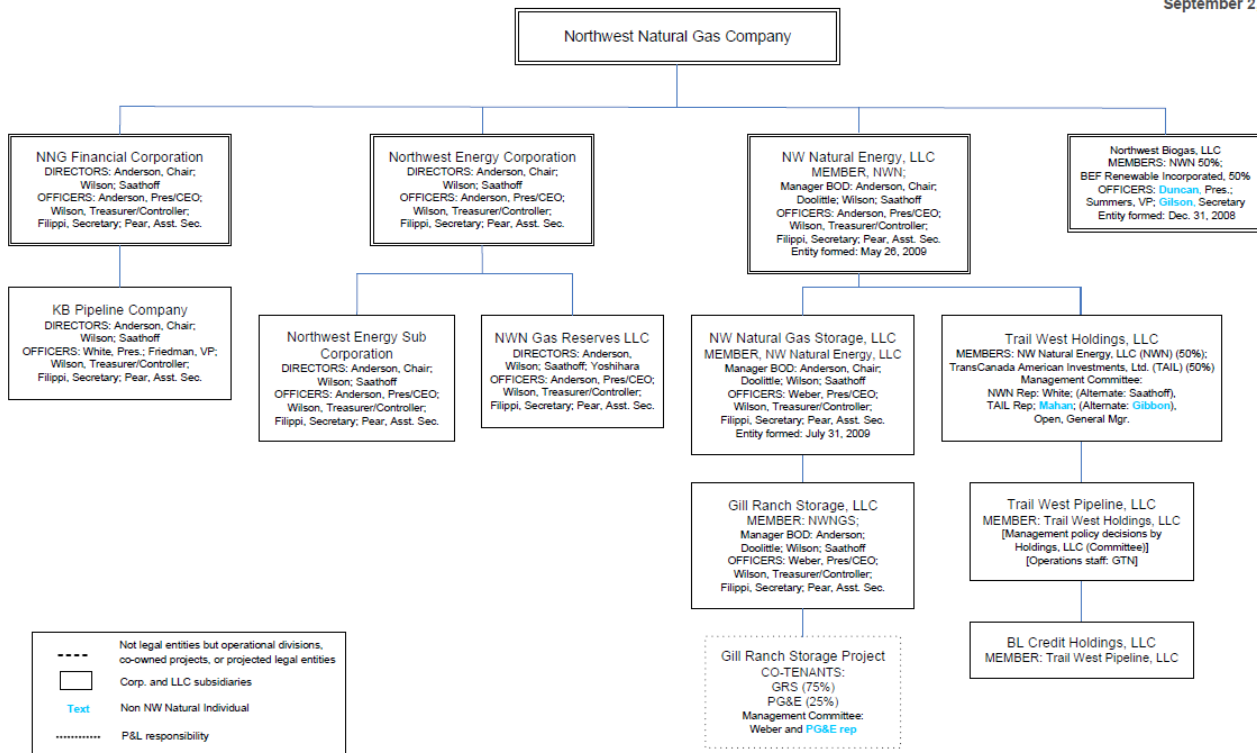 September 2
Northwest Natural Gas Company
NNG Financial Corporation
DIRECTORS: Anderson, Chair;
Wilson; Saathoff
OFFICERS: Anderson, Pres/CEO;
Wilson, Treasurer/Controller;
Filippi, Secretary; Pear, Asst. Sec.
Northwest Energy Corporation
DIRECTORS: Anderson, Chair;
Wilson; Saathoff
OFFICERS: Anderson, Pres/CEO;
Wilson, Treasurer/Controller;
Filippi, Secretary; Pear, Asst. Sec.
NW Natural Energy, LLC
MEMBER, NWN;
Manager BOD: Anderson, Chair;
Doolittle; Wilson; Saathoff
OFFICERS: Anderson, Pres/CEO;
Wilson, Treasurer/Controller;
Filippi, Secretary; Pear, Asst. Sec.
Entity formed: May 26, 2009
Northwest Biogas, LLC
MEMBERS: NWN 50%;
BEF Renewable Incorporated, 50%
OFFICERS: Duncan, Pres.;
Summers, VP; Gilson, Secretary
Entity formed: Dec. 31, 2008
KB Pipeline Company
DIRECTORS: Anderson, Chair;
Wilson; Saathoff
OFFICERS: White, Pres.; Friedman, VP;
Wilson, Treasurer/Controller;
Filippi, Secretary; Pear, Asst. Sec.
Northwest Energy Sub
Corporation
DIRECTORS: Anderson, Chair;
Wilson; Saathoff
OFFICERS: Anderson, Pres/CEO;
Wilson, Treasurer/Controller;
Filippi, Secretary; Pear, Asst. Sec.
NWN Gas Reserves LLC
DIRECTORS: Anderson,
Wilson; Saathoff; Yoshihara
OFFICERS: Anderson, Pres/CEO;
Wilson, Treasurer/Controller;
Filippi, Secretary; Pear, Asst. Sec.
NW Natural Gas Storage, LLC
MEMBER, NW Natural Energy, LLC
Manager BOD: Anderson, Chair;
Doolittle; Wilson; Saathoff
OFFICERS: Weber, Pres/CEO;
Wilson, Treasurer/Controller;
Filippi, Secretary; Pear, Asst. Sec.
Entity formed: July 31, 2009
Trail West Holdings, LLC
MEMBERS: NW Natural Energy, LLC (NWN) (50%);
TransCanada American Investments, Ltd. (TAIL) (50%)
Management Committee:
NWN Rep: White; (Alternate: Saathoff),
TAIL Rep; Mahan; (Alternate: Gibbon),
Open, General Mgr.
Gill Ranch Storage, LLC
MEMBER: NWNGS;
Manager BOD: Anderson;
Doolittle; Wilson; Saathoff
OFFICERS: Weber, Pres/CEO;
Wilson, Treasurer/Controller;
Filippi, Secretary; Pear, Asst. Sec.
Trail West Pipeline, LLC
MEMBER: Trail West Holdings, LLC
[Management policy decisions by
Holdings, LLC (Committee)]
[Operations staff: GTN]
Gill Ranch Storage Project
CO-TENANTS:
GRS (75%)
PG&E (25%)
Management Committee:
Weber and PG&E rep
BL Credit Holdings, LLC
MEMBER: Trail West Pipeline, LLC
Not legal entities but operational divisions,
co-owned projects, or projected legal entities
Corp. and LLC subsidiaries
Text Non NW Natural Individual
P&L responsibility